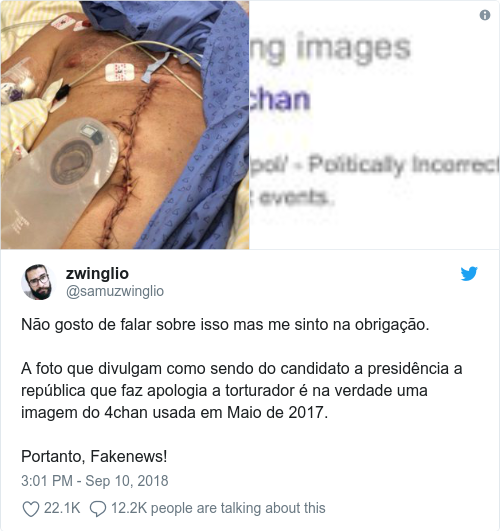 ng images
chan
pol/ - Politically Incorrect
events.
zwinglio
@samuzwinglio
Não gosto de falar sobre isso mas me sinto na obrigação.
A foto que divulgam como sendo do candidato a presidência a
república que faz apologia a torturador é na verdade uma
imagem do 4chan usada em Maio de 2017.
Portanto, Fakenews!
3:01 PM - Sep 10, 2018
22.1K 12.2K people are talking about this